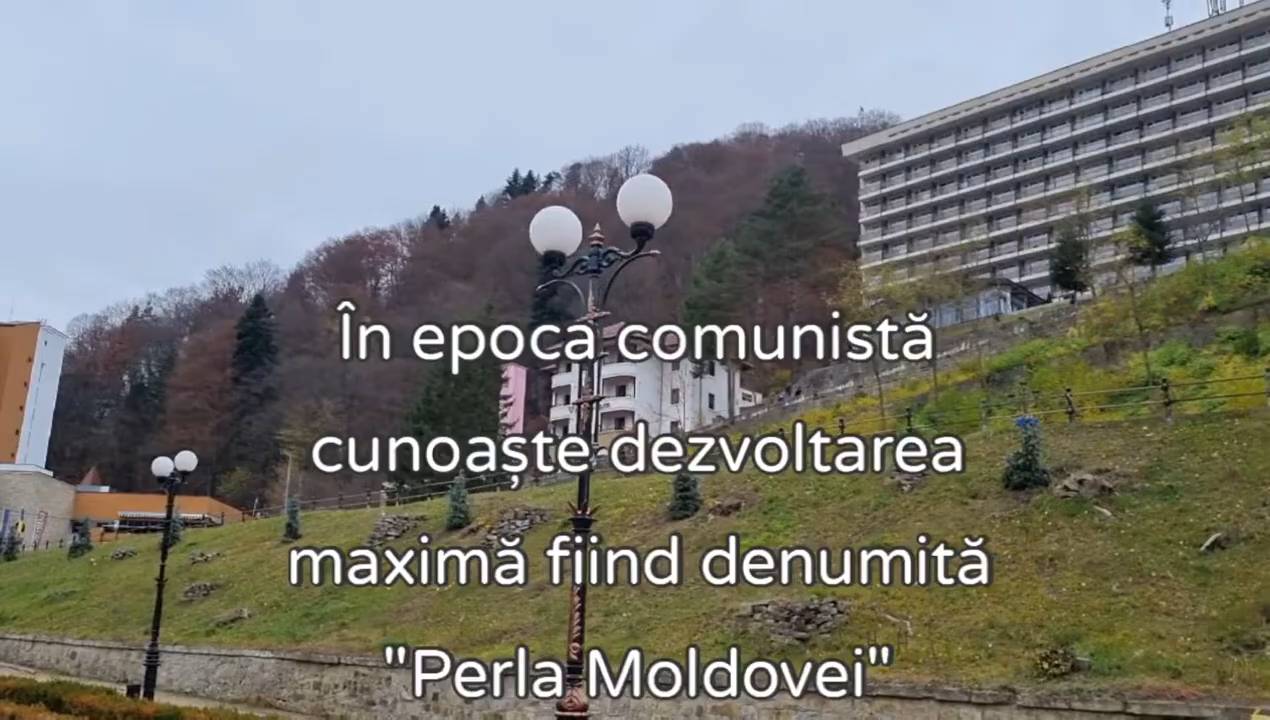 În epoca comunistă
cunoaște dezvoltarea
maximă fiind denumită
"Perla Moldovei"